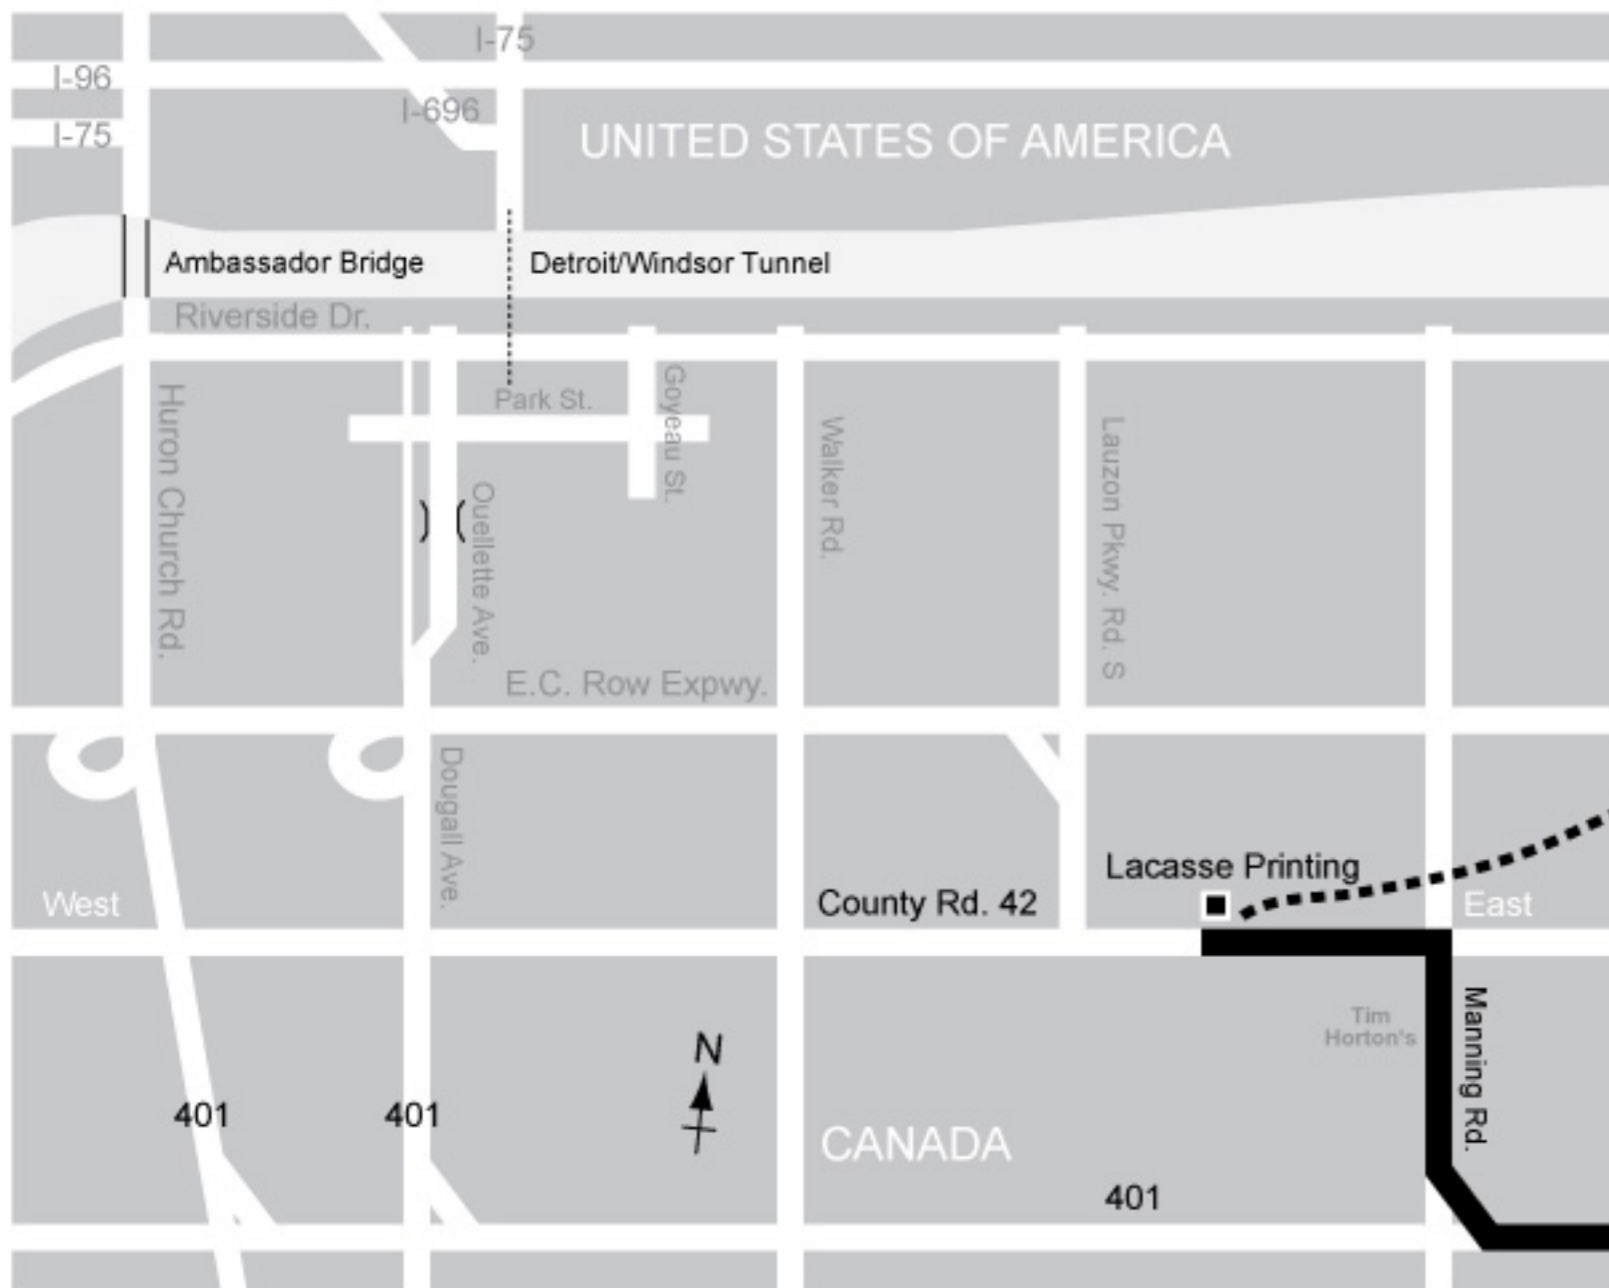 I-75
I-96
I-696
I-75
UNITED STATES OF AMERICA
Ambassador Bridge
Detroit/Windsor Tunnel
Riverside Dr.
Park St.
Goyeau St.
Huron Church Rd.
Walker Rd.
Lauzon Pkwy. Rd. S
Ouellette Ave.
E.C. Row Expwy.
Dougall Ave.
Lacasse Printing
West
County Rd. 42
East
Manning Rd.
Tim
Horton's
N
401
401
CANADA
401